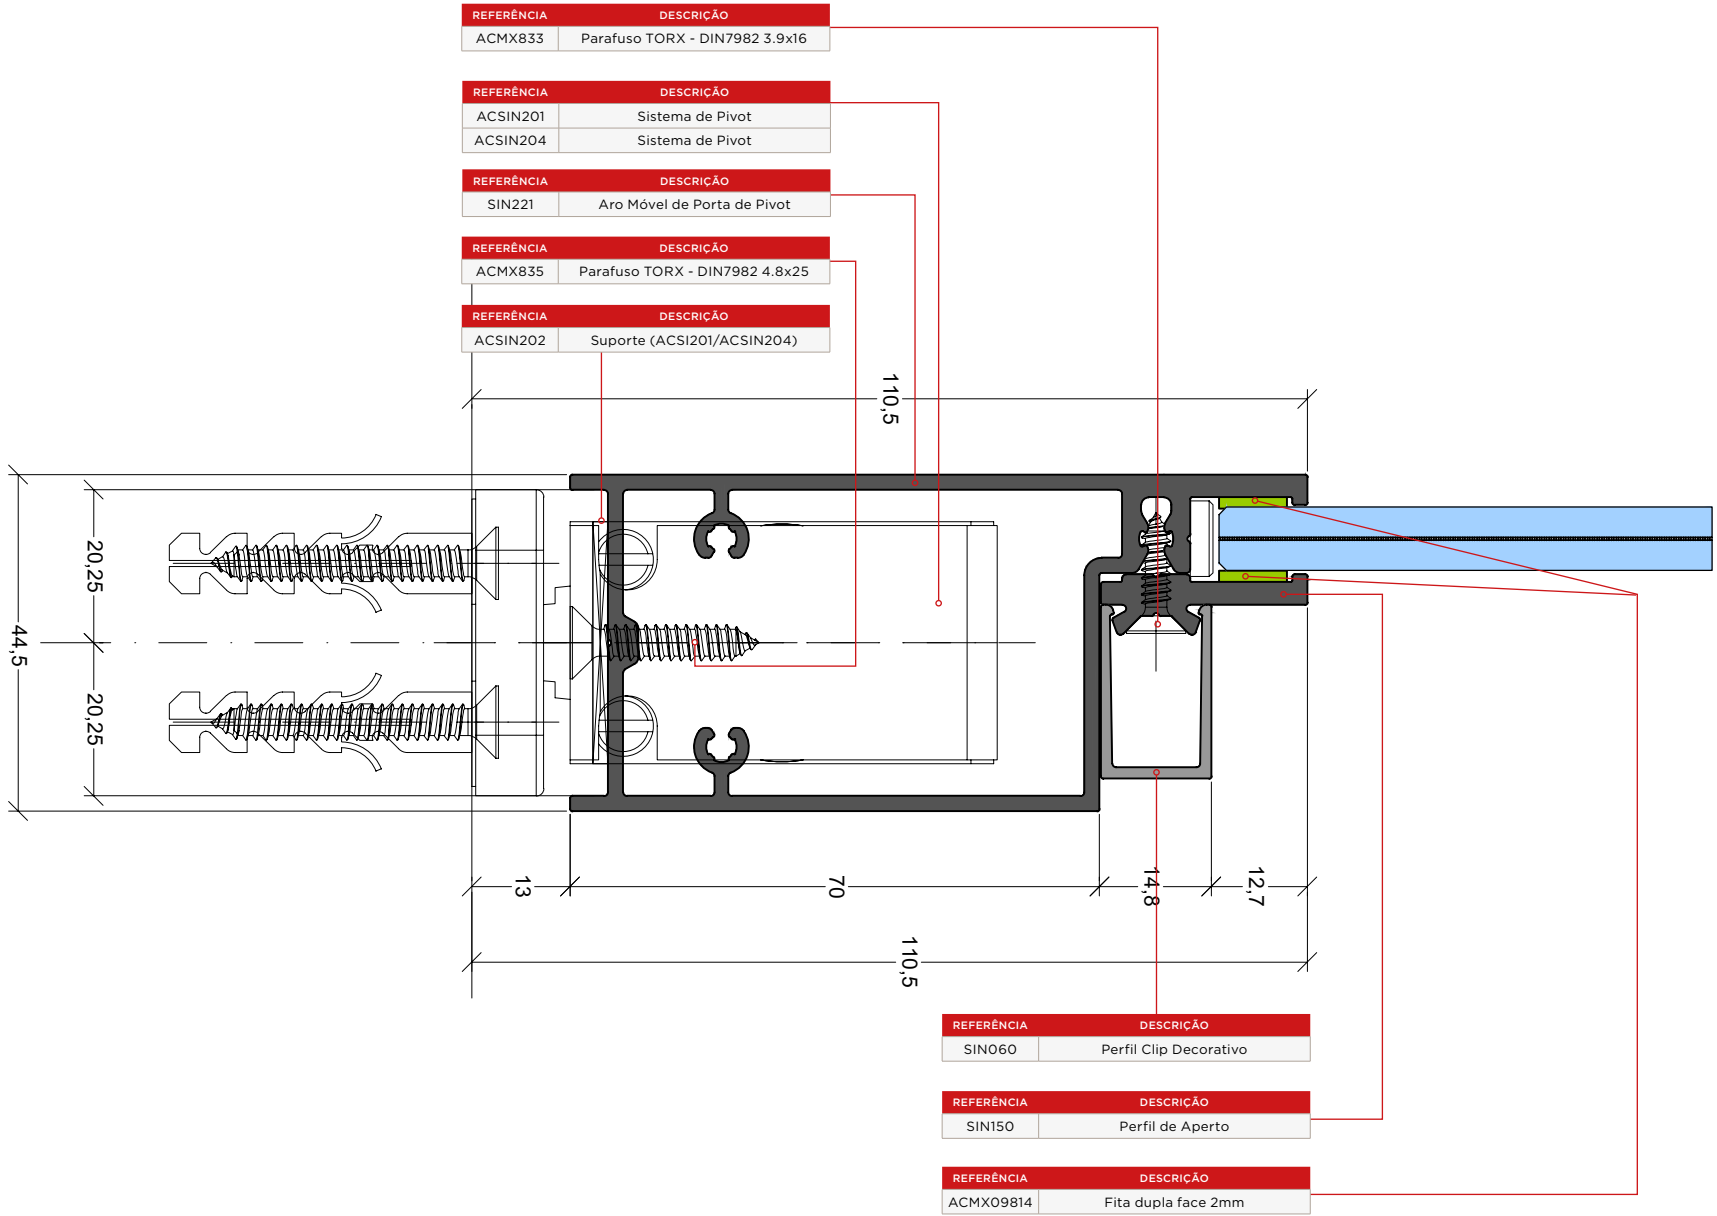 REFERÊNCIA DESCRIÇÃO
ACMX833 Parafuso TORX - DIN7982 3.9x16
REFERÊNCIA DESCRIÇÃO
ACSIN201 Sistema de Pivot
ACSIN204 Sistema de Pivot
REFERÊNCIA DESCRIÇÃO
SIN221 Aro Móvel de Porta de Pivot
REFERÊNCIA DESCRIÇÃO
ACMX835 Parafuso TORX - DIN7982 4.8x25
REFERÊNCIA DESCRIÇÃO
ACSIN202 Suporte (ACSI201/ACSIN204)
110,5
20,25
44,5
20,25
13
70
14,8
12,7
110,5
REFERÊNCIA DESCRIÇÃO
SIN060 Perfil Clip Decorativo
REFERÊNCIA DESCRIÇÃO
SIN150 Perfil de Aperto
REFERÊNCIA DESCRIÇÃO
ACMX09814 Fita dupla face 2mm